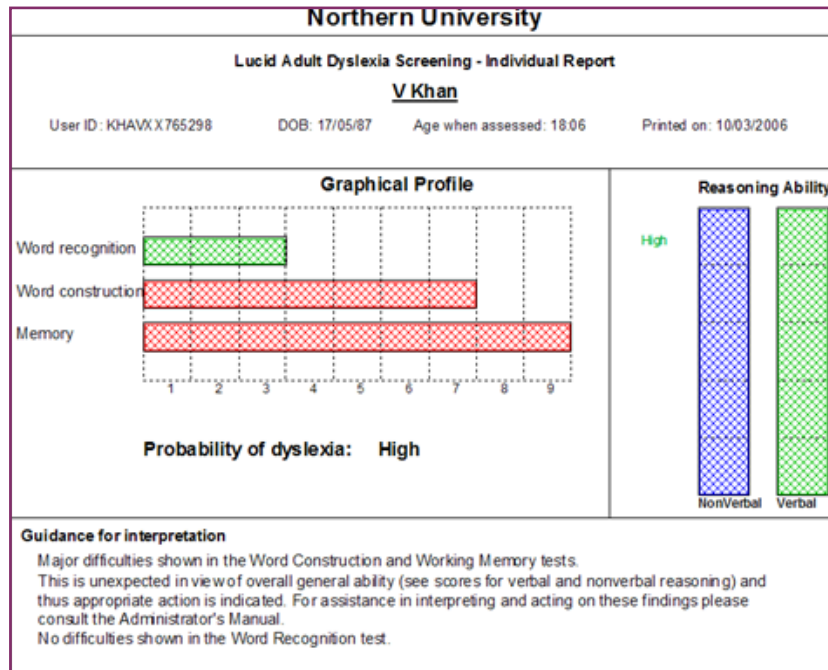 Northern University
Lucid Adult Dyslexia Screening - Individual Report
V Khan
User ID: KHAVXX765298 DOB: 17/05/87 Age when assessed: 18:06 Printed on: 10/03/2006
Graphical Profile
Word recognition
Word construction
Memory
1 2 3 4 5 6 7 8 9
Probability of dyslexia: High
Reasoning Ability
High
NonVerbal Verbal
Guidance for interpretation
Major difficulties shown in the Word Construction and Working Memory tests.
This is unexpected in view of overall general ability (see scores for verbal and nonverbal reasoning) and
thus appropriate action is indicated. For assistance in interpreting and acting on these findings please
consult the Administrator's Manual.
No difficulties shown in the Word Recognition test.